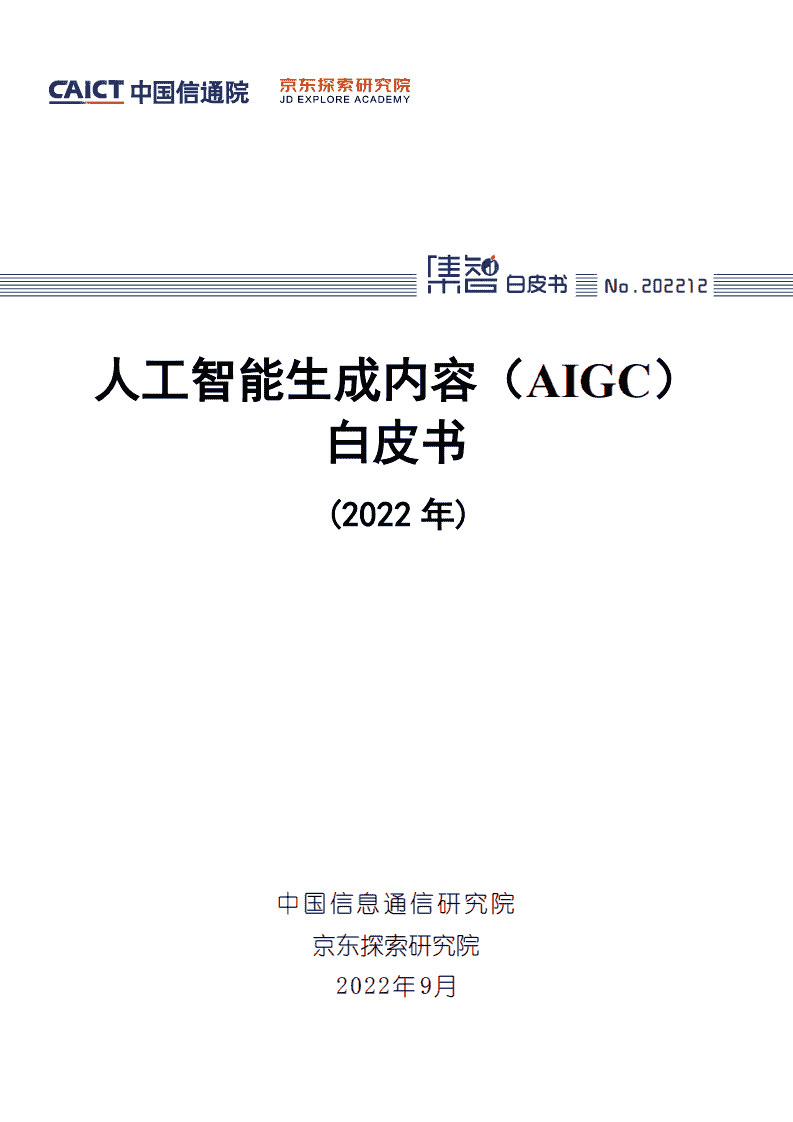 CAICT 中国信通院
京东探索研究院
JD EXPLORE ACADEMY
集智 白皮书 No.202212
人工智能生成内容（AIGC）
白皮书
(2022 年)
中国信息通信研究院
京东探索研究院
2022年9月